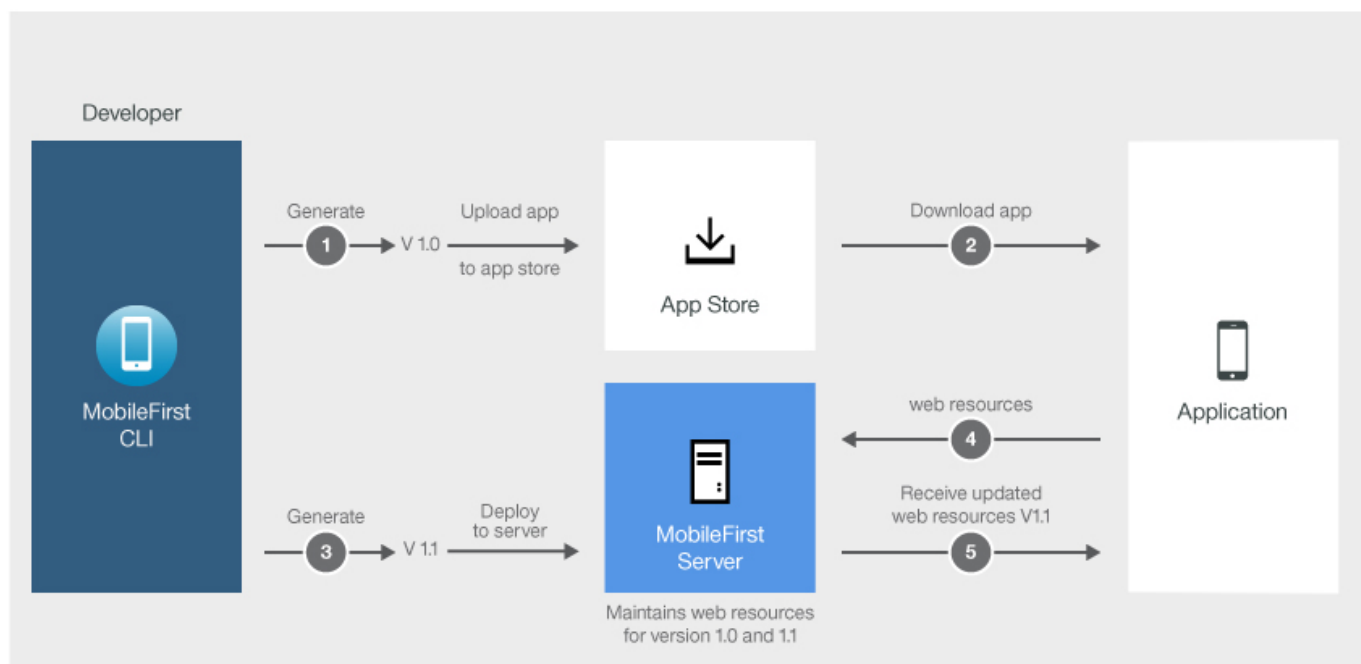 Developer
MobileFirst
CLI
Generate
1
V 1.0
Upload app
to app store
App Store
Download app
2
Application
web resources
4
Generate
3
V 1.1
Deploy
to server
MobileFirst
Server
Maintains web resources
for version 1.0 and 1.1
Receive updated
web resources V1.1
5